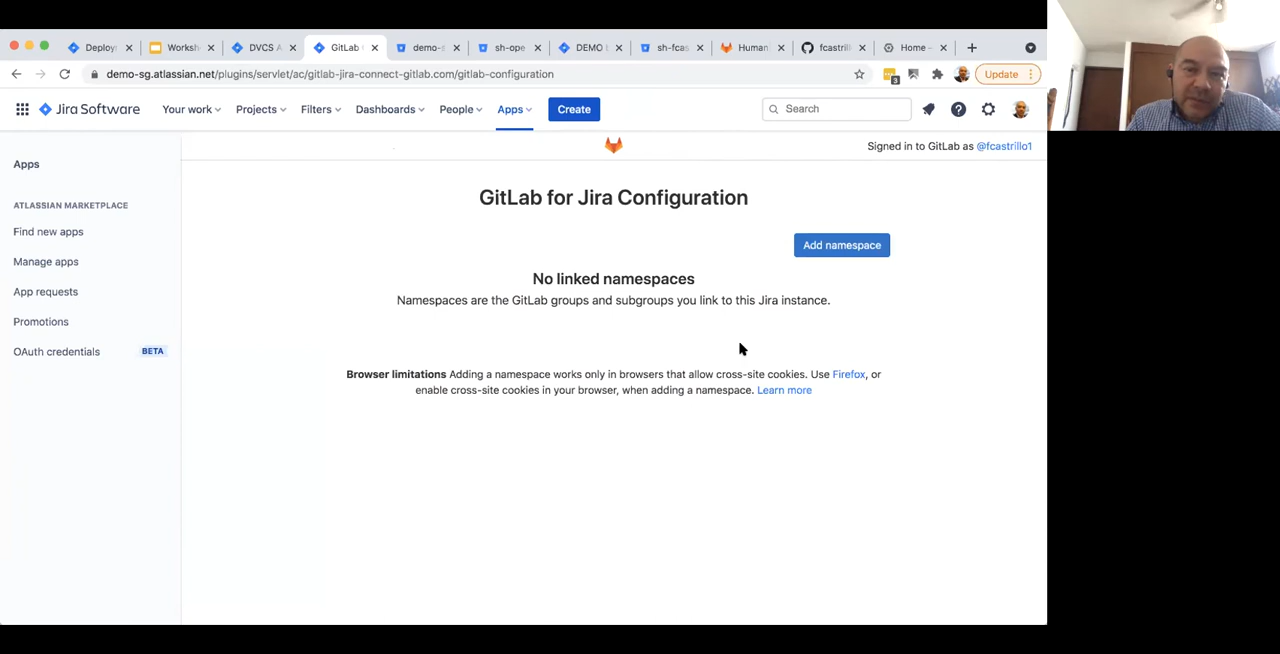 Deploy
Worksh
DVCS A
GitLab
demo-s
sh-ope
DEMO
sh-fcas
Human
fcastril
Home –
demo-sg.atlassian.net/plugins/servlet/ac/gitlab-jira-connect-gitlab.com/gitlab-configuration
3
Update
Jira Software
Your work
Projects
Filters
Dashboards
People
Apps
Create
Search
Signed in to GitLab as @fcastrillo1
Apps
ATLASSIAN MARKETPLACE
Find new apps
Manage apps
App requests
Promotions
OAuth credentials BETA
GitLab for Jira Configuration
Add namespace
No linked namespaces
Namespaces are the GitLab groups and subgroups you link to this Jira instance.
Browser limitations Adding a namespace works only in browsers that allow cross-site cookies. Use Firefox, or
enable cross-site cookies in your browser, when adding a namespace. Learn more